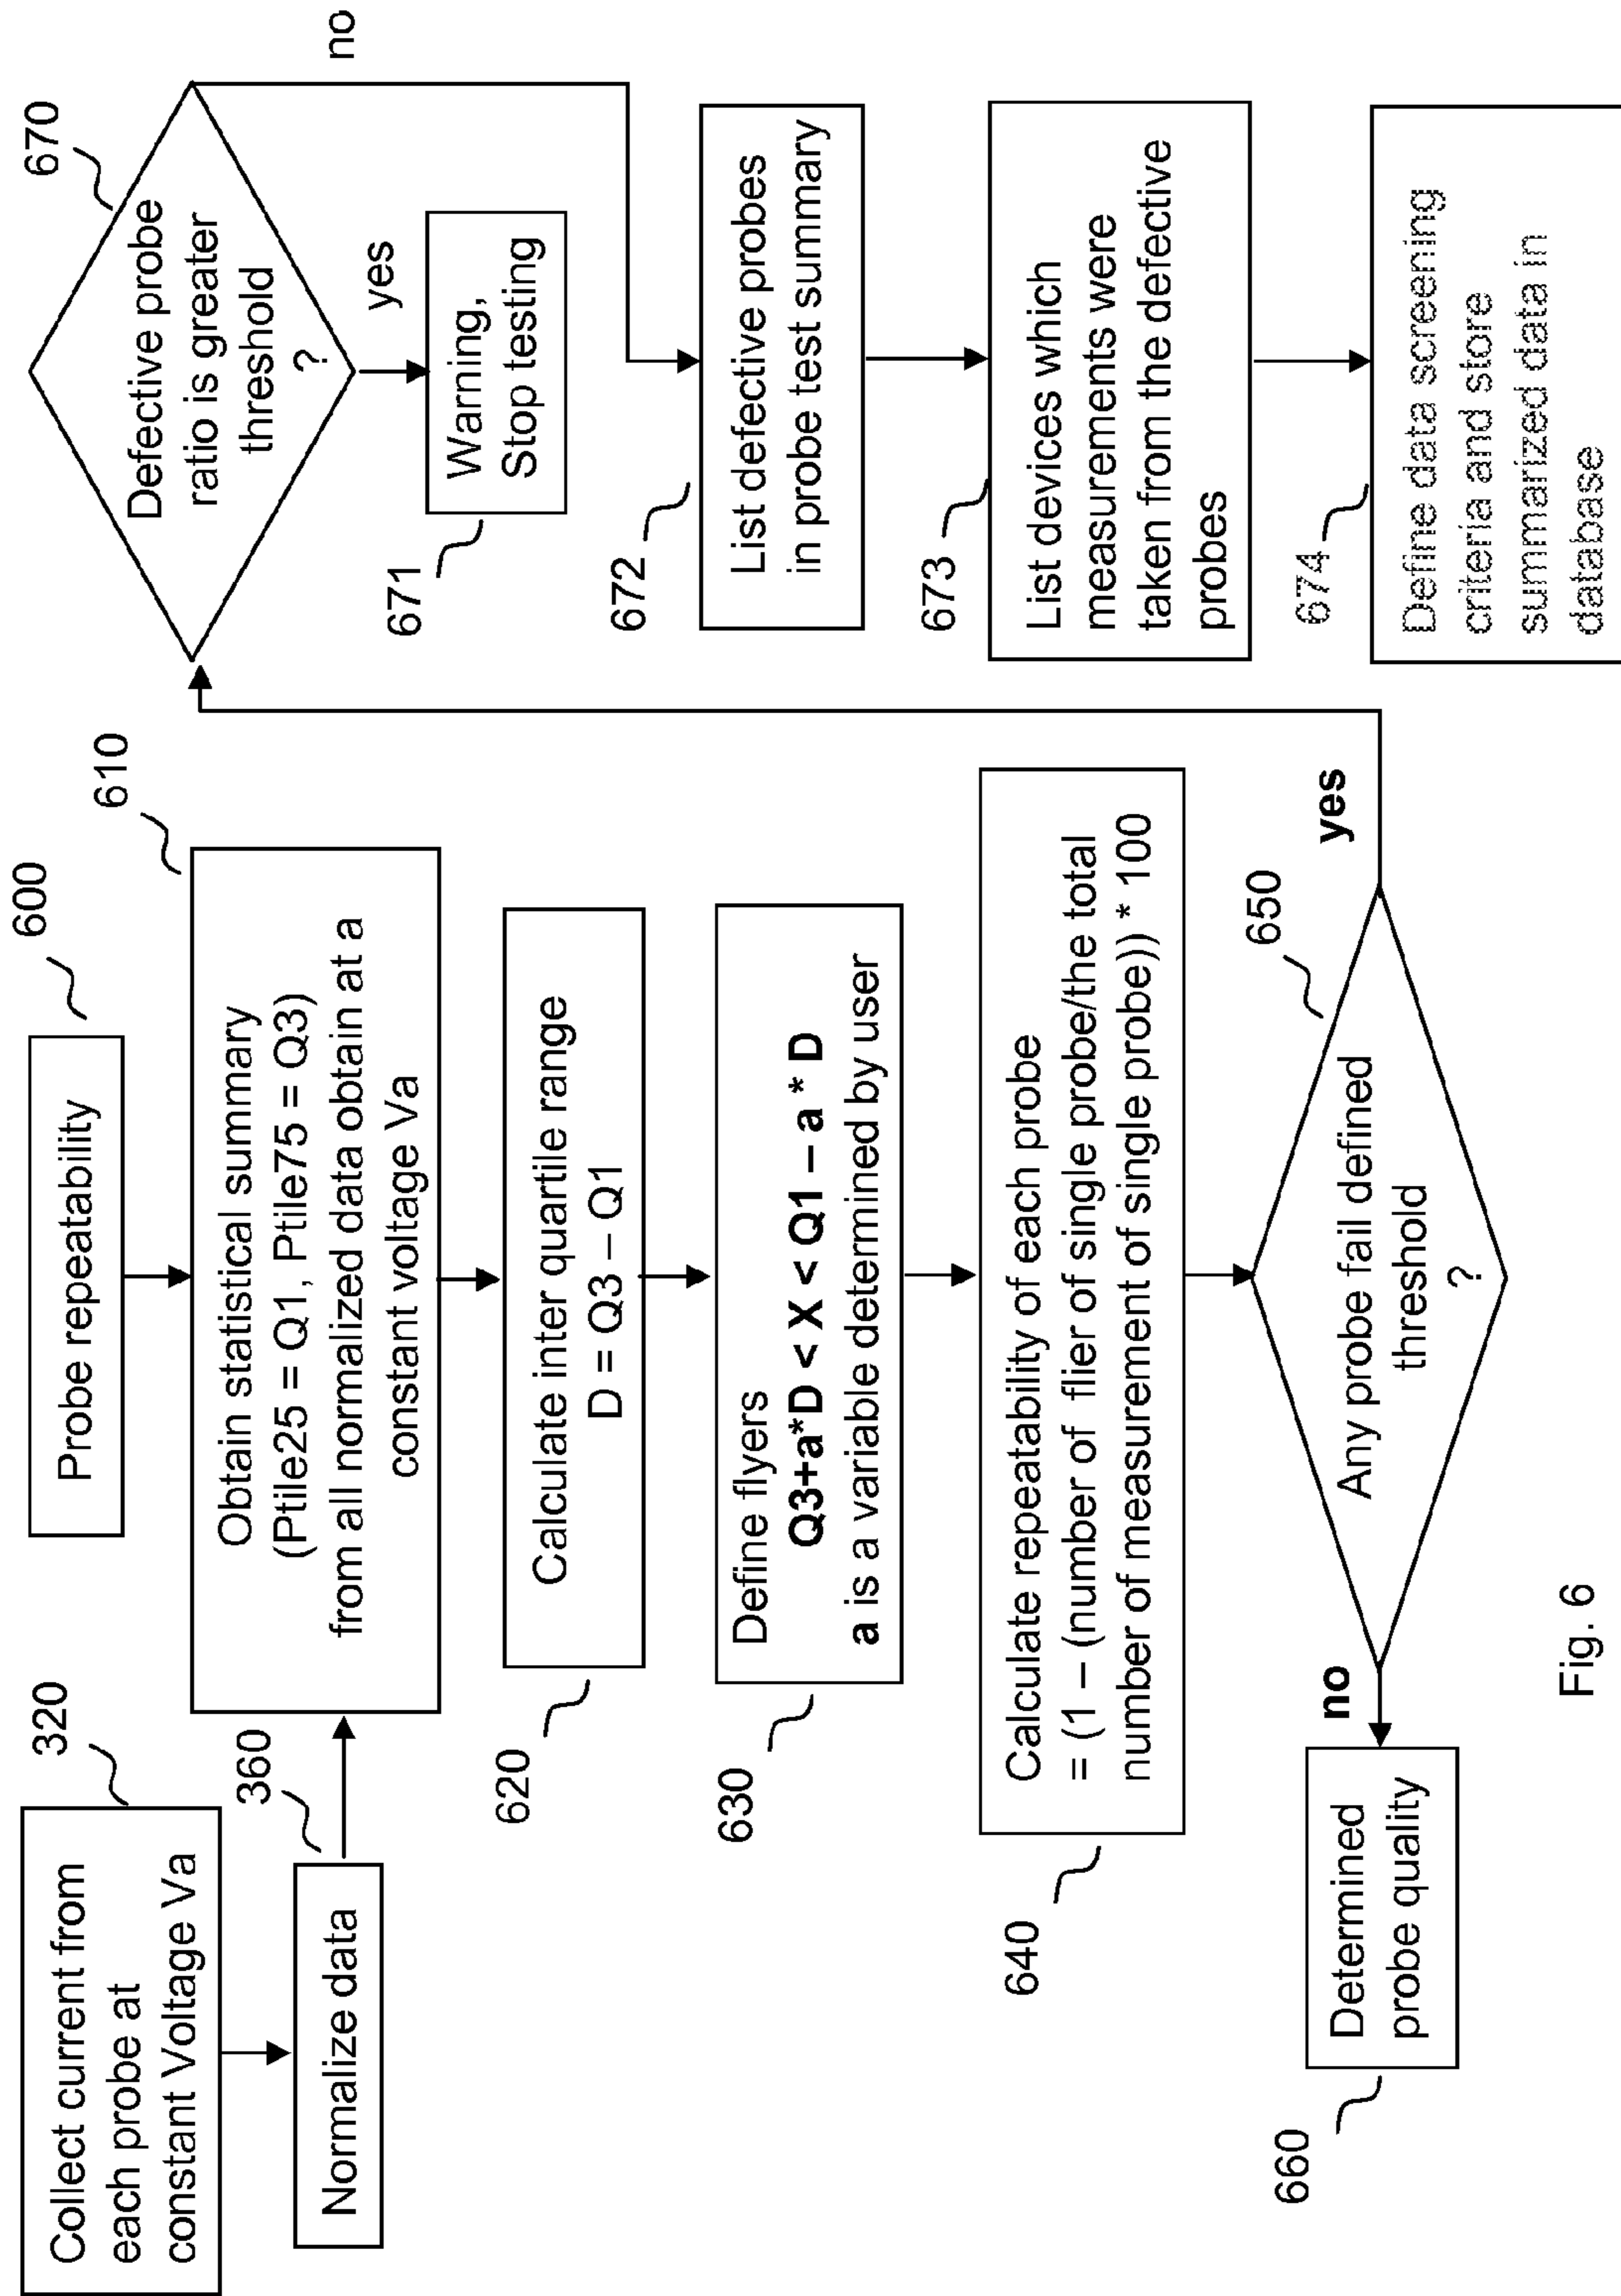 320
Collect current from
each probe at
constant Voltage Va
360
Normalize data
600
Probe repeatability
610
Obtain statistical summary
(Ptile25 = Q1, Ptile75 = Q3)
from all normalized data obtain at a
constant voltage Va
620
Calculate inter quartile range
D = Q3 – Q1
630
Define flyers
Q3+a*D < X < Q1 – a * D
a is a variable determined by user
640
Calculate repeatability of each probe
= (1 – (number of flier of single probe/the total
number of measurement of single probe)) * 100
650
Any probe fail defined
threshold
?
no
yes
660
Determined
probe quality
670
Defective probe
ratio is greater
threshold
?
yes
no
671
Warning,
Stop testing
672
List defective probes
in probe test summary
673
List devices which
measurements were
taken from the defective
probes
674
Define data screening
criteria and store
summarized data in
database
Fig. 6